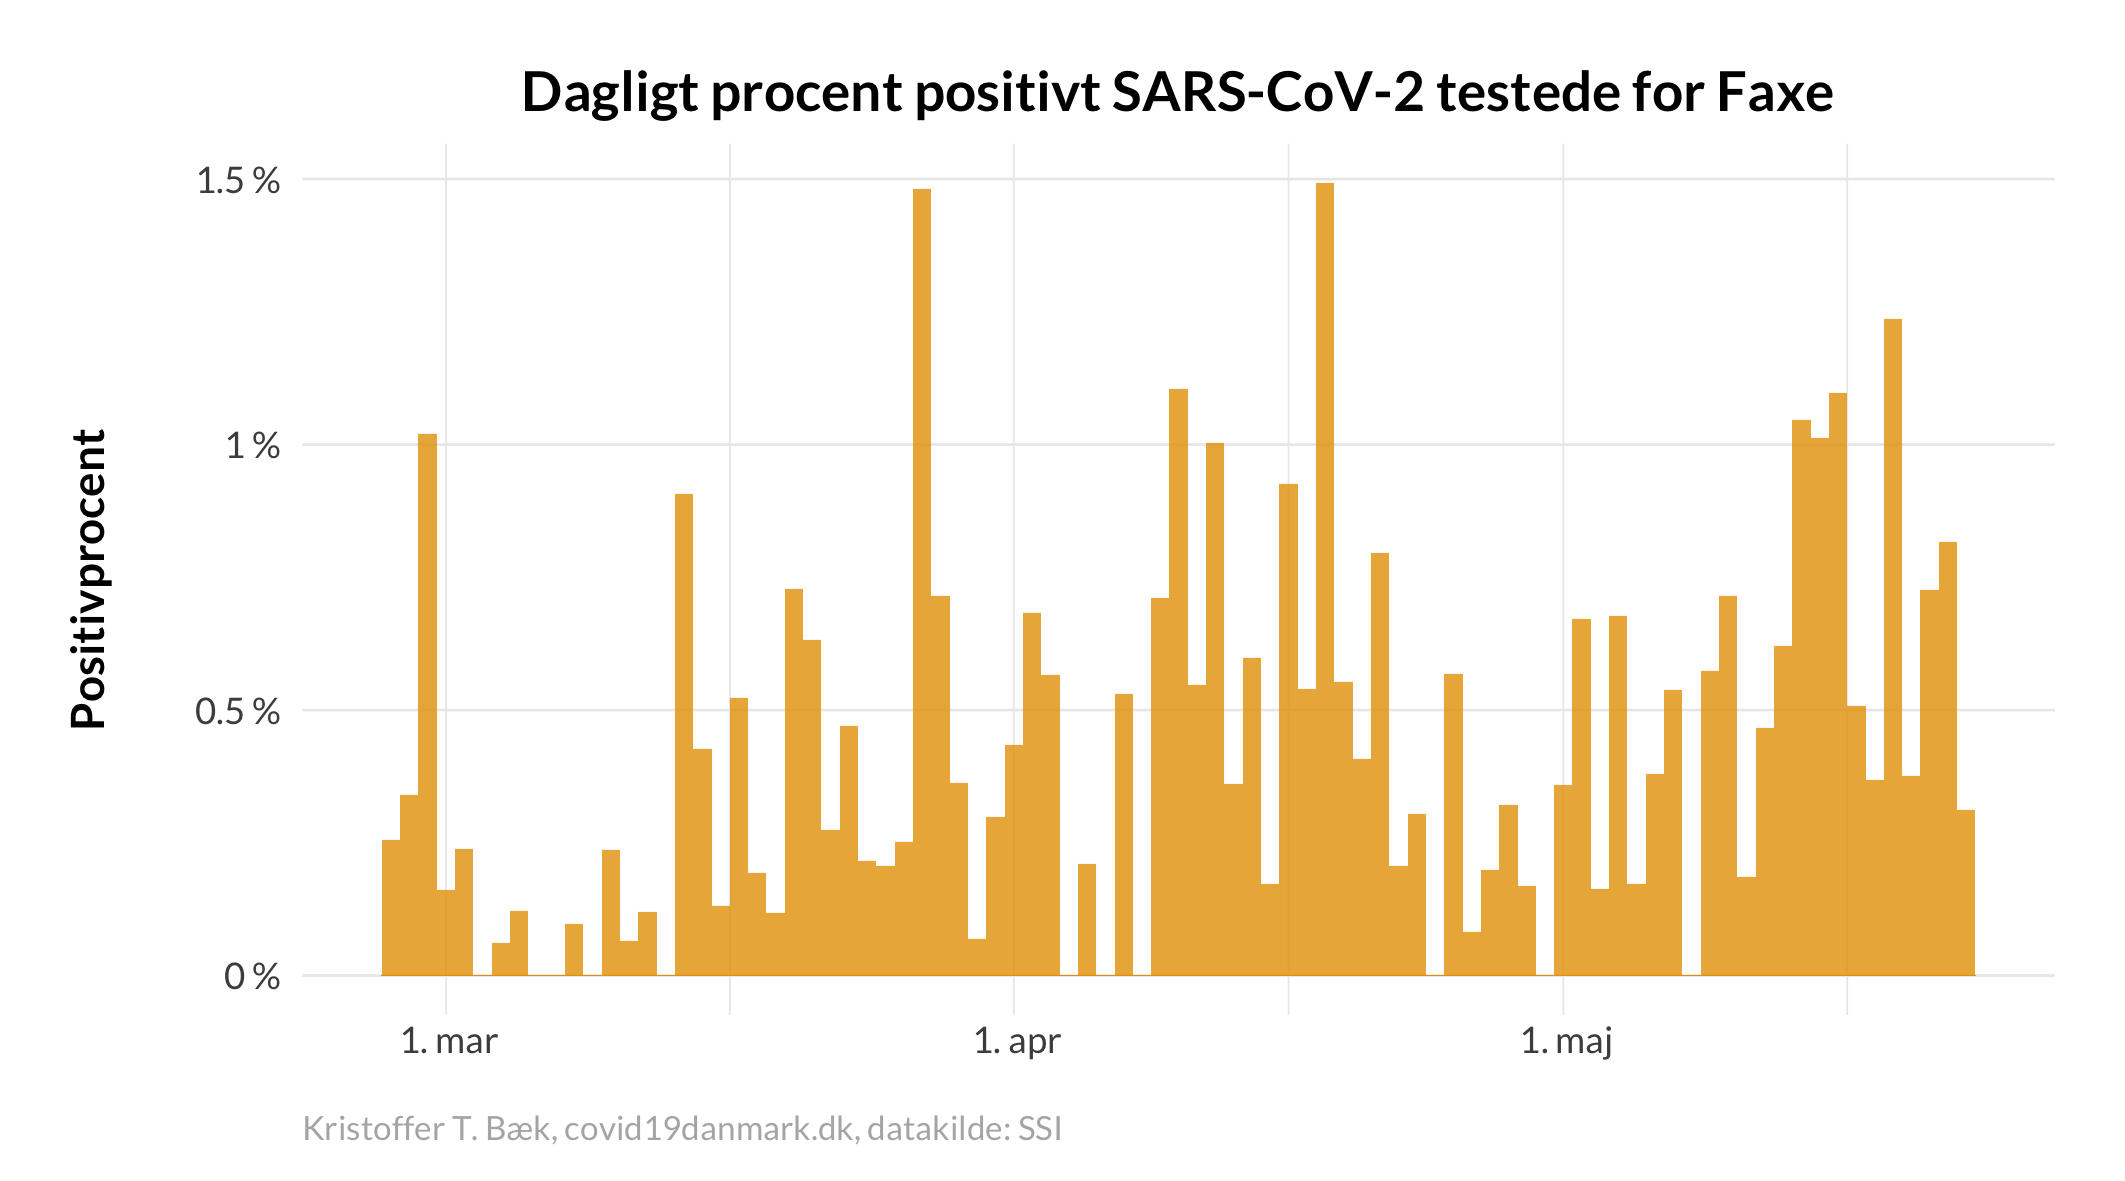 Dagligt procent positivt SARS-CoV-2 testede for Faxe
Positivprocent
1.5 %
1 %
0.5 %
0 %
1. mar
1. apr
1. maj
Kristoffer T. Bæk, covid19danmark.dk, datakilde: SSI